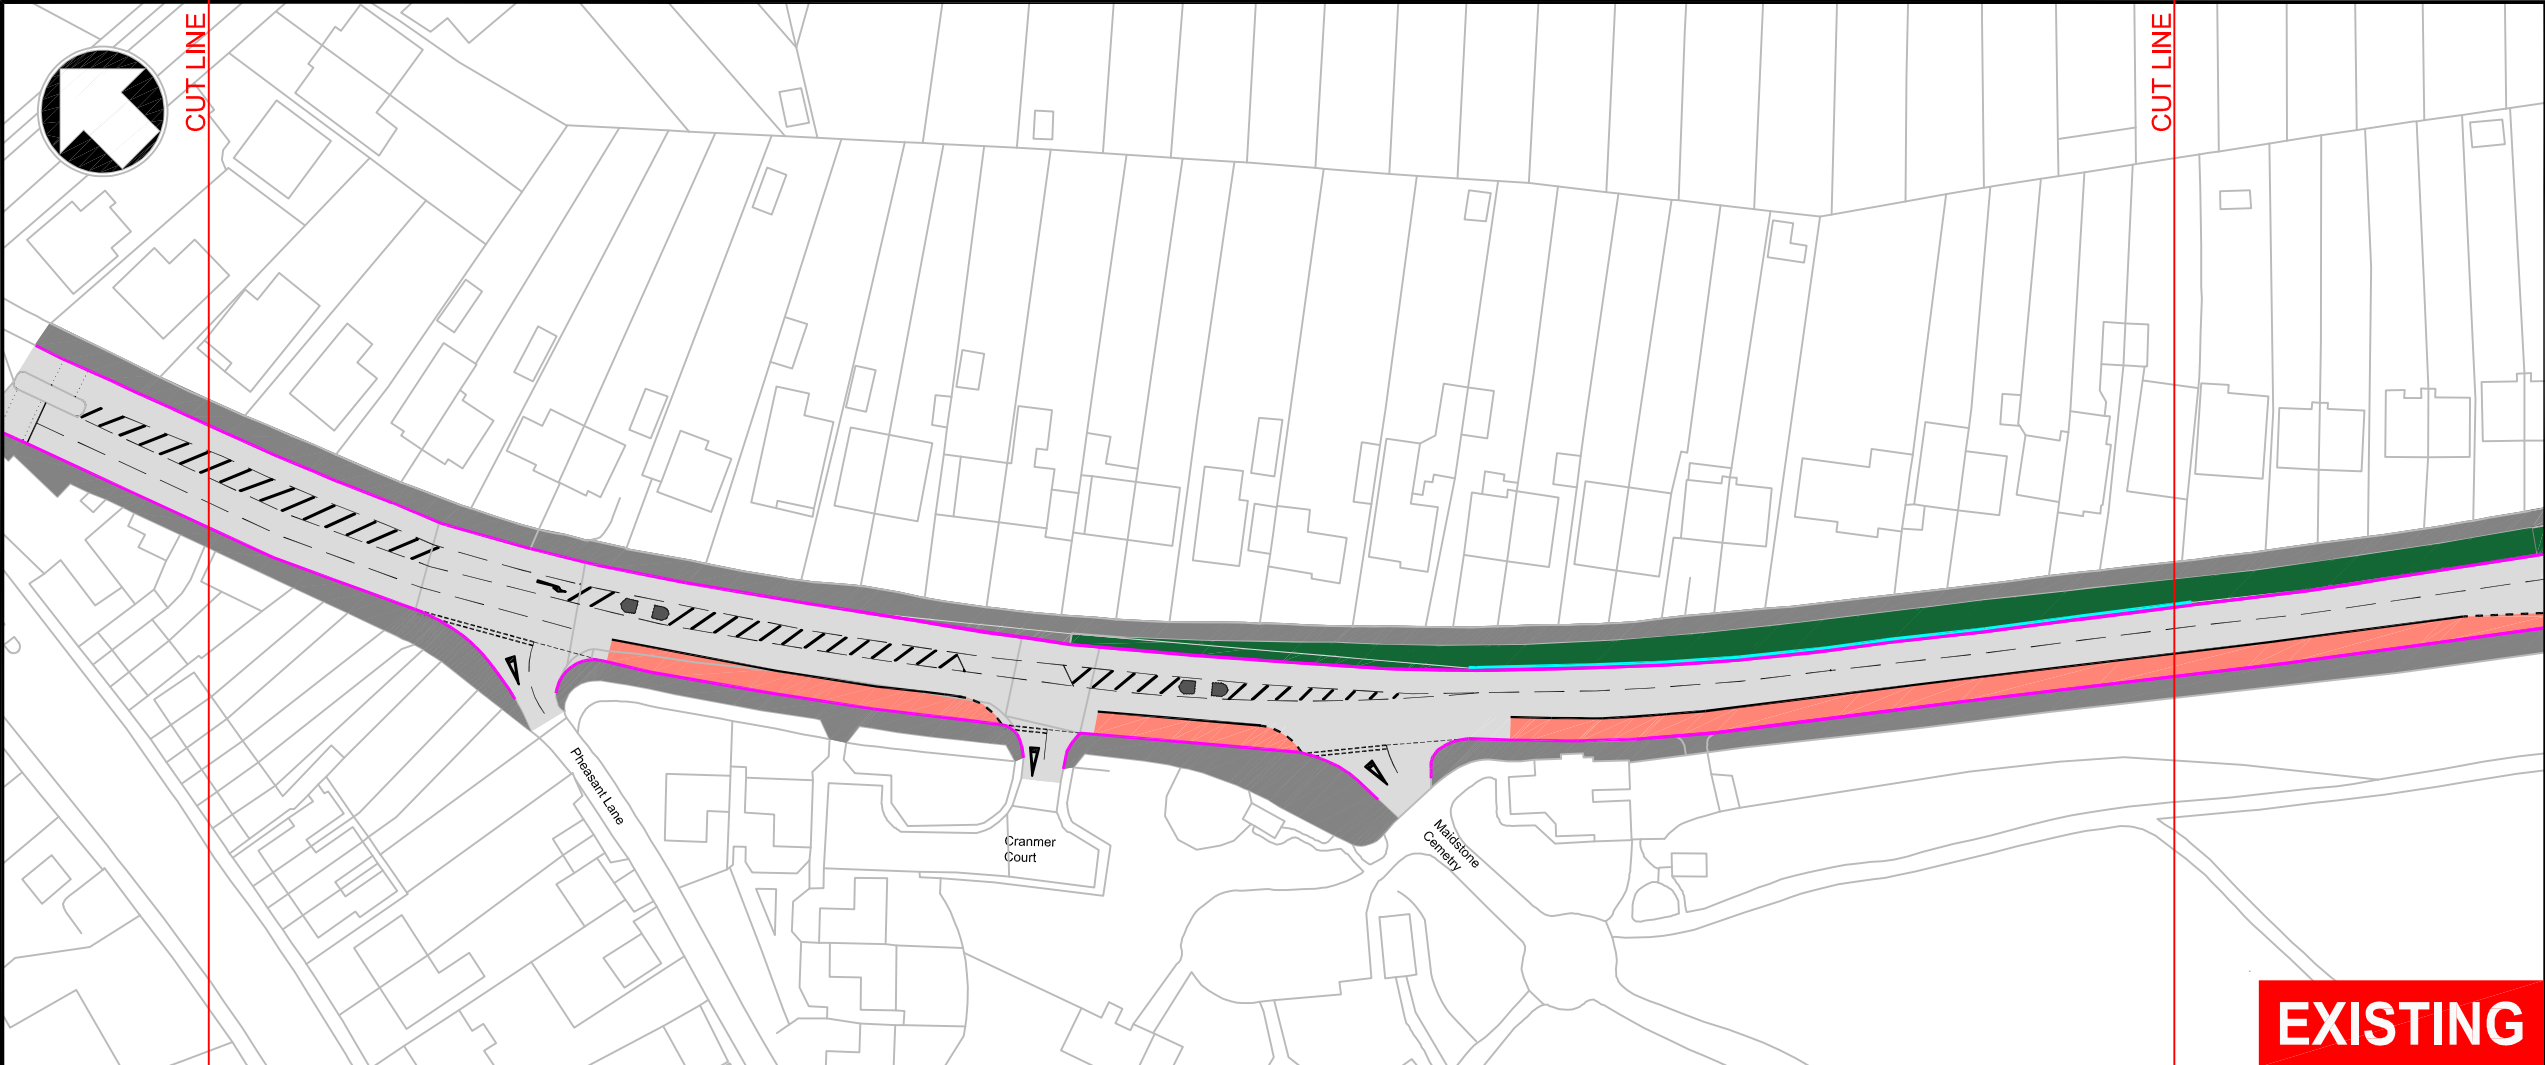 CUT LINE
CUT LINE
Pheasant Lane
Cranmer
Court
Maidstone
Cemetry
EXISTING